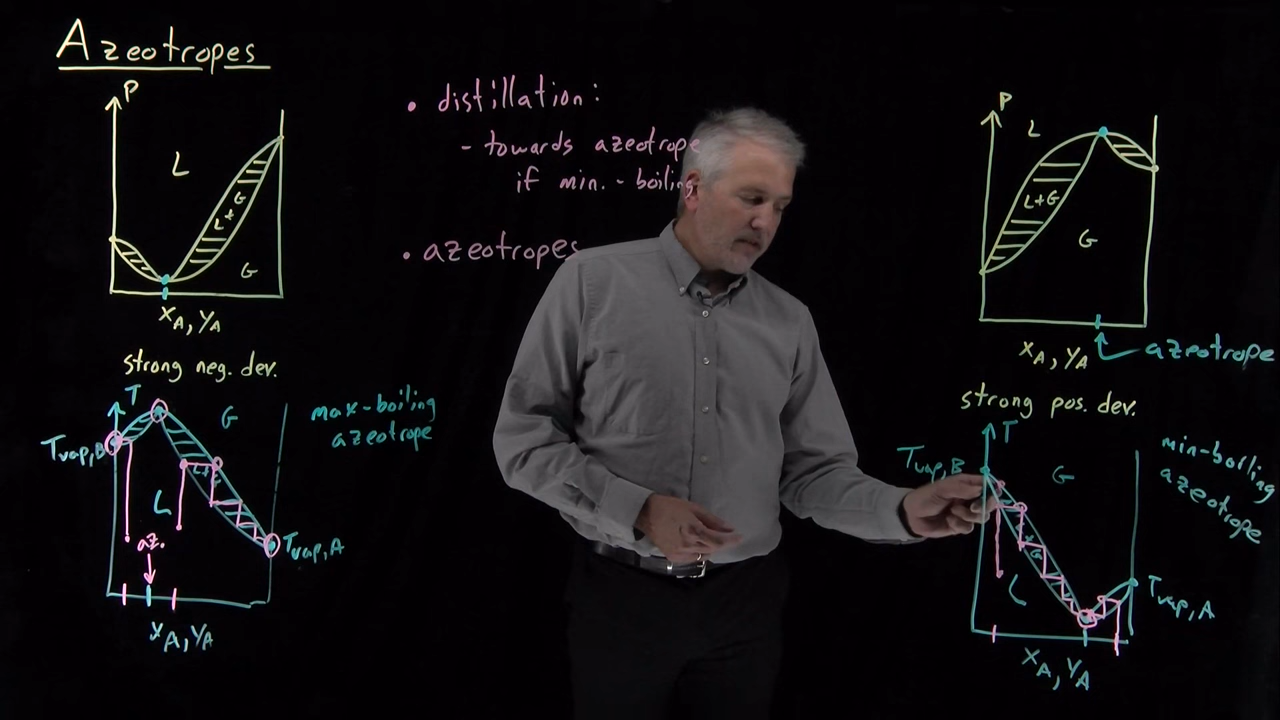 Azeotropes
P
L
L+G
G
xA, yA
strong neg. dev.
T
G
max-boiling
azeotrope
Tvap,B
L
Tvap,A
az.
xA, yA
• distillation:
- towards azeotrope
if min.-boiling
• azeotropes
P
L
L+G
G
xA, yA
azeotrope
strong pos. dev.
T
Tvap,B
G
min-boiling
azeotrope
L
Tvap,A
xA, yA